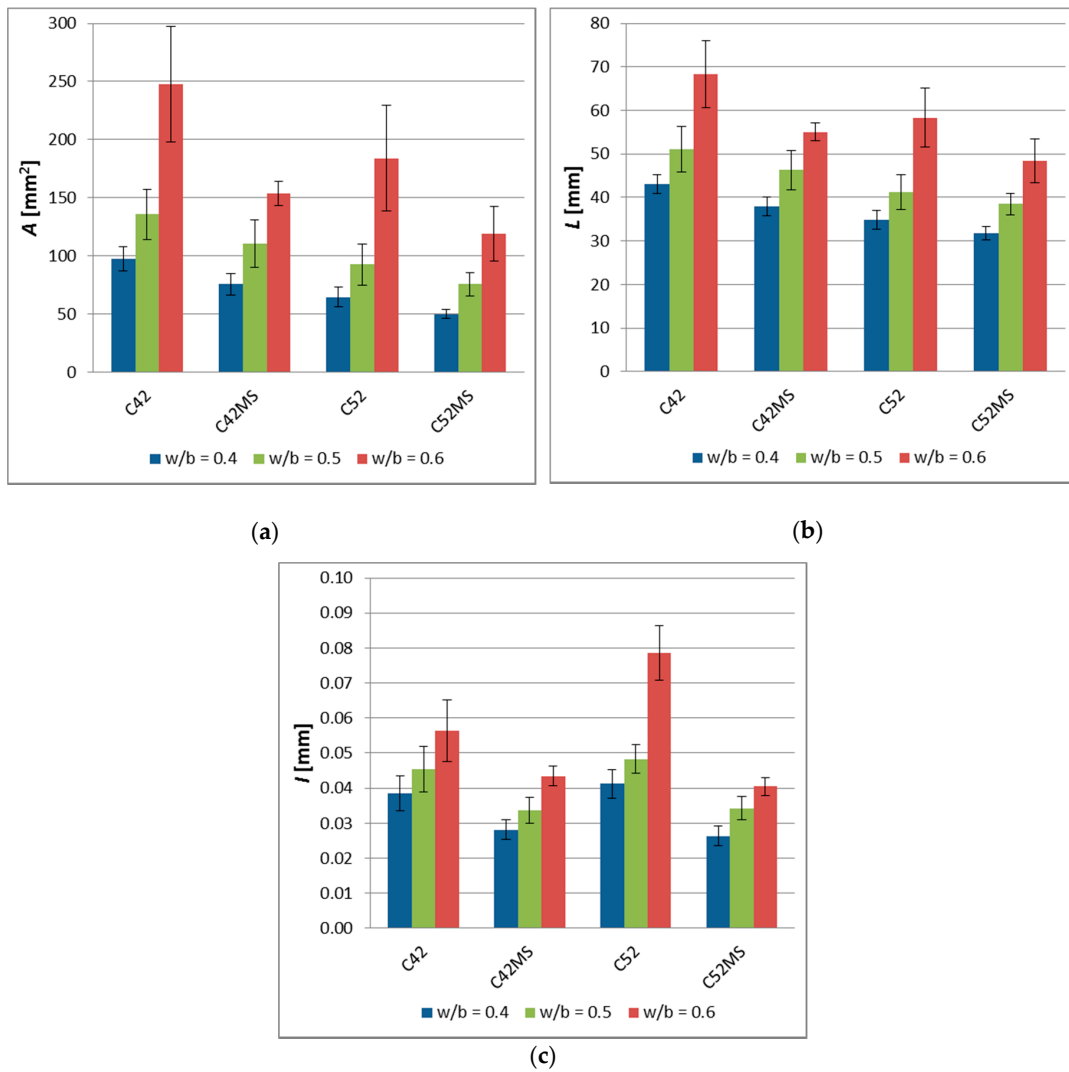 300
250
200
150
100
50
0
A [mm²]
C42
C42MS
C52
C52MS
w/b = 0.4 w/b = 0.5 w/b = 0.6
(a)
80
70
60
50
40
30
20
10
0
L [mm]
C42
C42MS
C52
C52MS
w/b = 0.4 w/b = 0.5 w/b = 0.6
(b)
0.10
0.09
0.08
0.07
0.06
0.05
0.04
0.03
0.02
0.01
0.00
I [mm]
C42
C42MS
C52
C52MS
w/b = 0.4 w/b = 0.5 w/b = 0.6
(c)